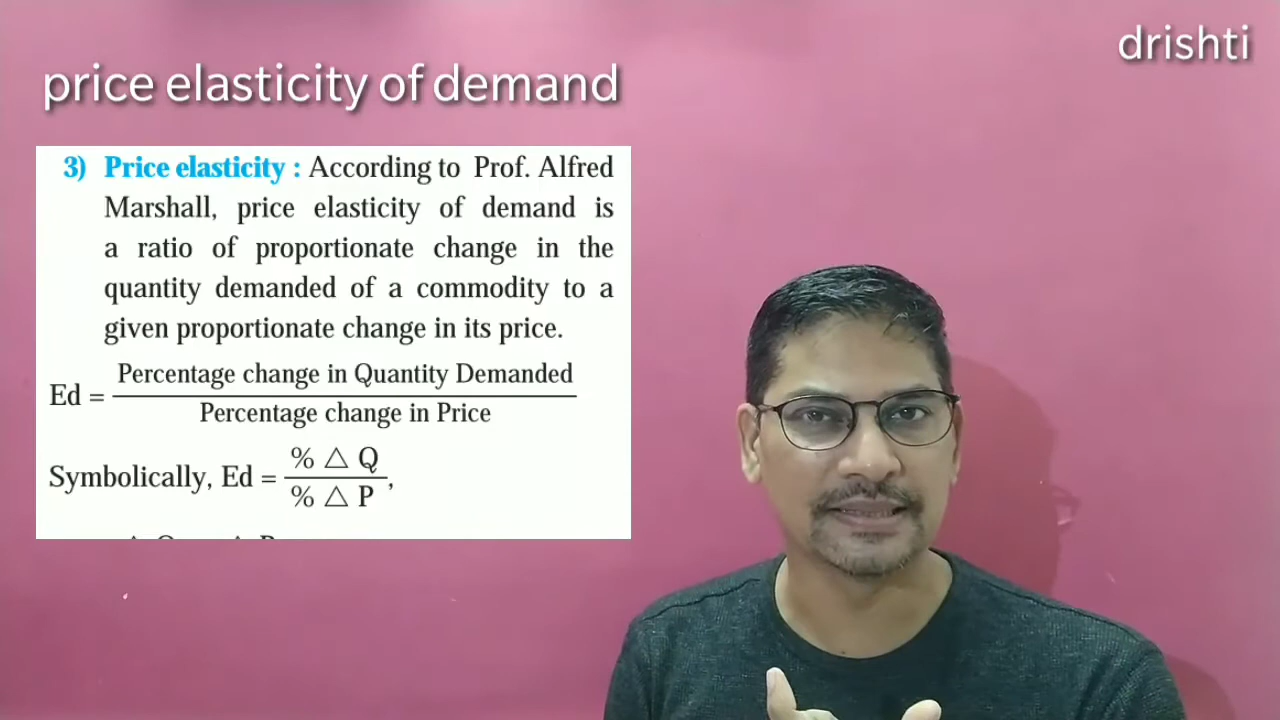 drishti
price elasticity of demand
3) Price elasticity : According to Prof. Alfred
Marshall, price elasticity of demand is
a ratio of proportionate change in the
quantity demanded of a commodity to a
given proportionate change in its price.
Ed = Percentage change in Quantity Demanded
Percentage change in Price
Symbolically, Ed = % △ Q
% △ P ,